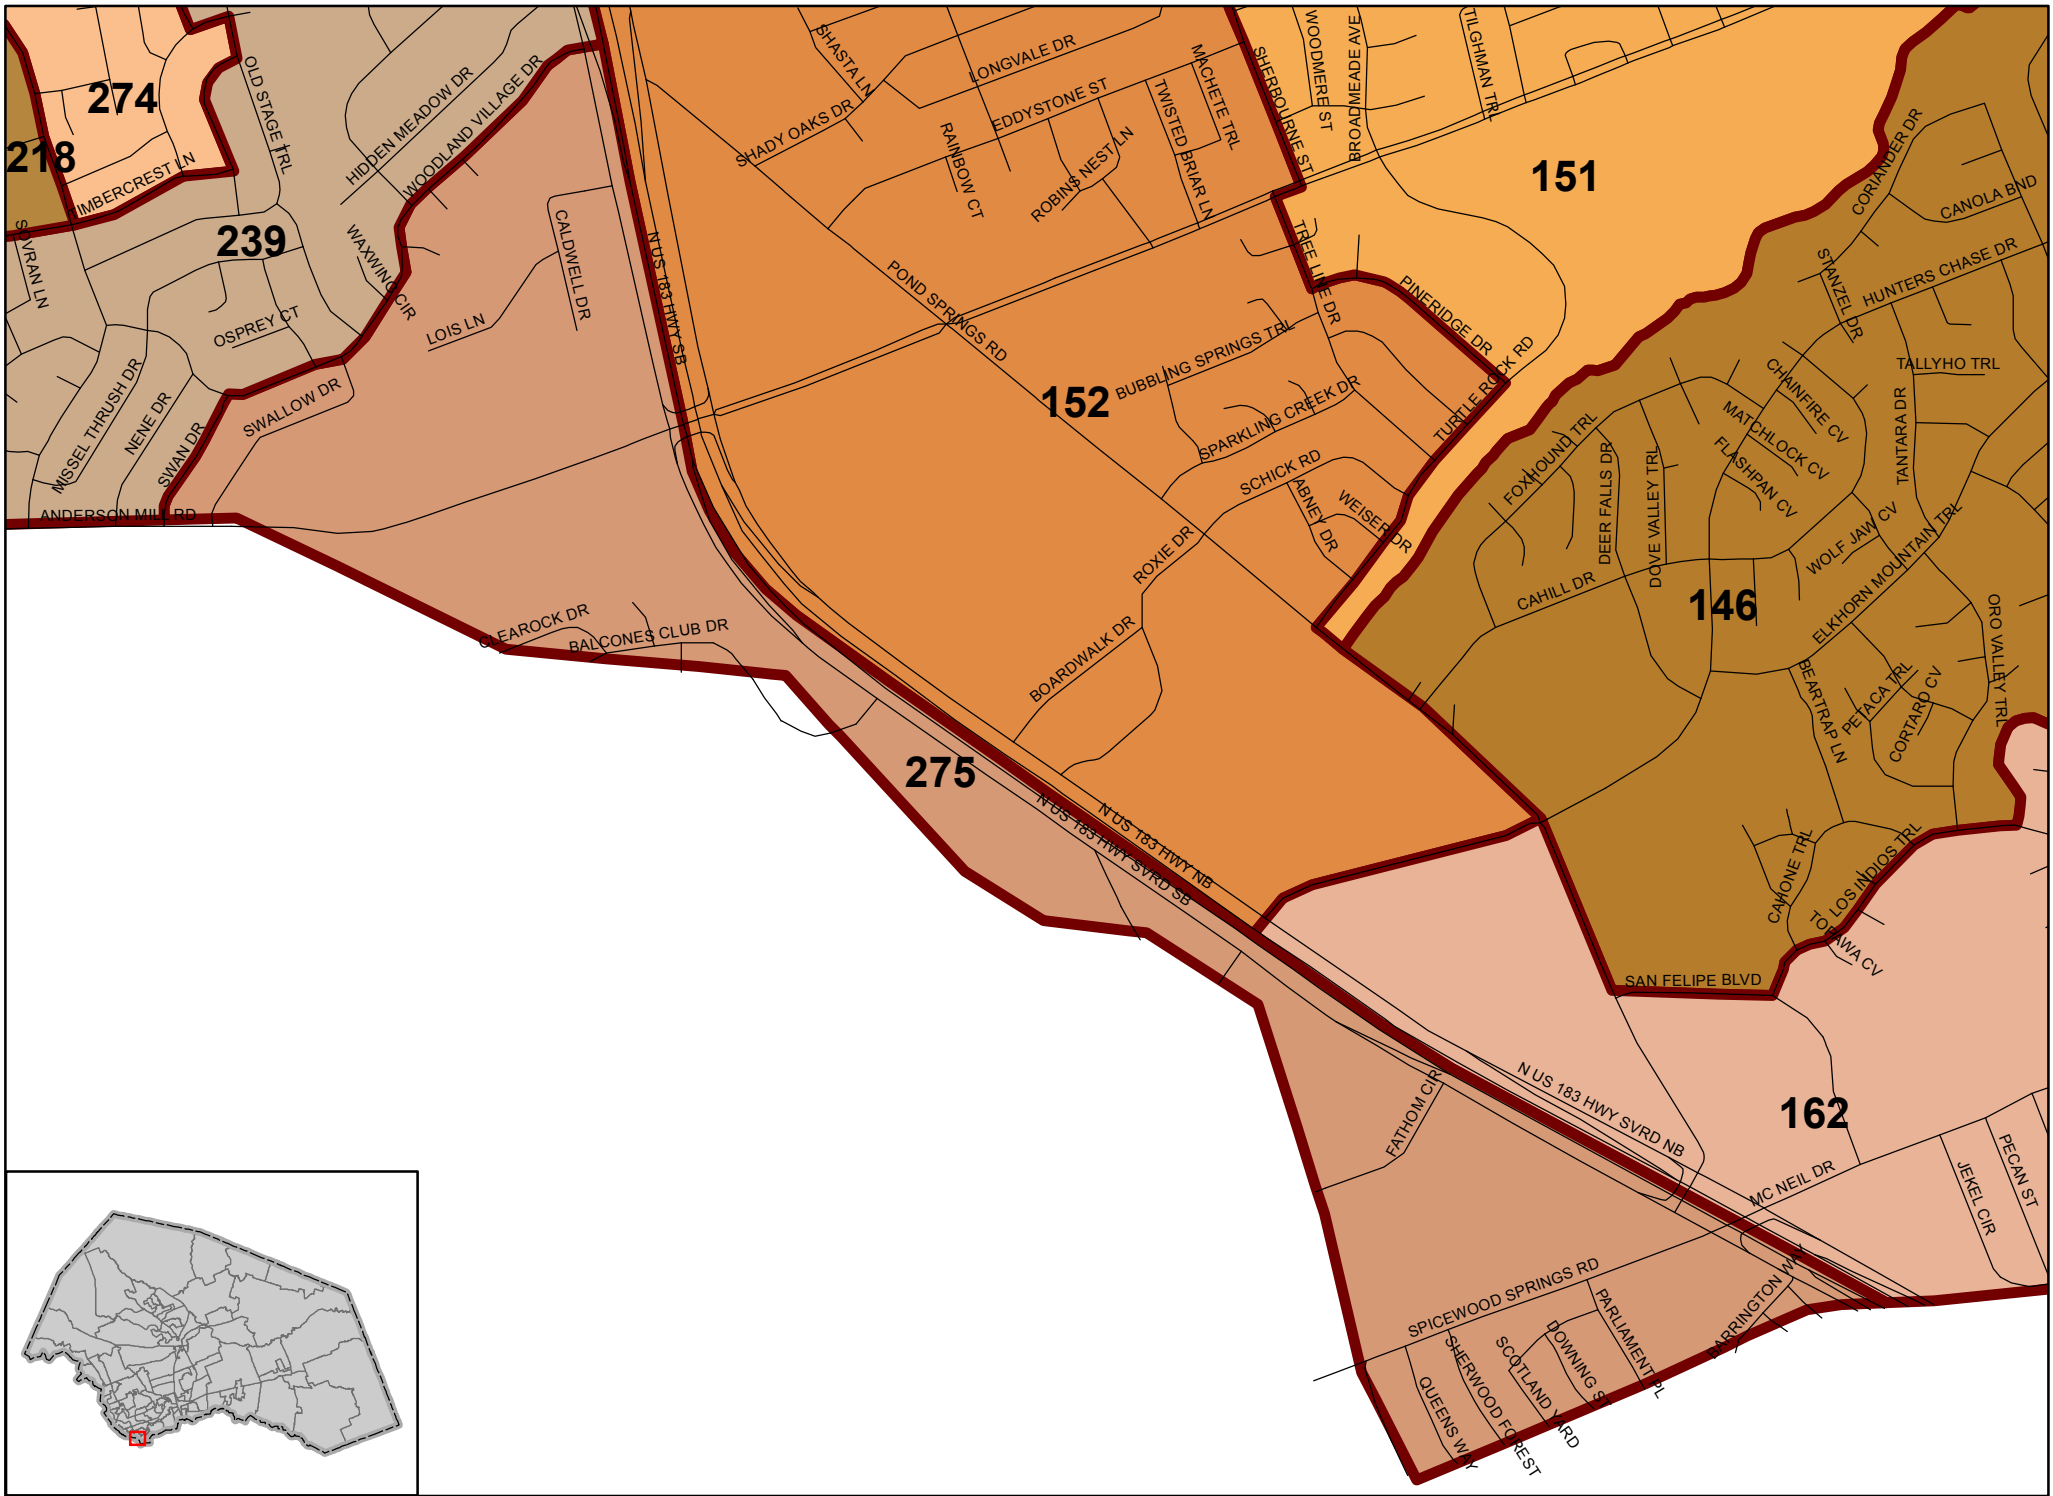 SHASTA LN
LONGVALE DR
MACHETE TRL
SHERBOURNE ST
WOODMERE ST
BROADMEADE AVE
TILGHMAN TRL
274
OLD STAGE TRL
HIDDEN MEADOW DR
WOODLAND VILLAGE DR
SHADY OAKS DR
EDDYSTONE ST
TWISTED BRIAR LN
RAINBOW CT
ROBINS NEST LN
218
TIMBERCREST LN
151
CORIANDER DR
CANOLA BND
SOVRAN LN
239
WAXWING CIR
CALDWELL DR
N US 183 HWY SB
TREE LINE DR
STANZEL DR
HUNTERS CHASE DR
OSPREY CT
LOIS LN
POND SPRINGS RD
PINERIDGE DR
BUBBLING SPRINGS TRL
TURTLE ROCK RD
TALLYHO TRL
CHAINFIRE CV
MISSEL THRUSH DR
NENE DR
SWALLOW DR
SWAN DR
152
SPARKLING CREEK DR
MATCHLOCK CV
TANTARA DR
FOXHOUND TRL
FLASHPAN CV
DEER FALLS DR
DOVE VALLEY TRL
SCHICK RD
ABNEY DR
WEISER DR
ANDERSON MILL RD
WOLF JAW CV
ELKHORN MOUNTAIN TRL
ROXIE DR
CAHILL DR
146
ORO VALLEY TRL
CLEAROCK DR
BALCONES CLUB DR
BOARDWALK DR
BEARTRAP LN
PETACA TRL
CORTARO CV
275
N US 183 HWY NB
N US 183 HWY SVRD SB
CAHONE TRL
LOS INDIOS TRL
TOPAWA CV
SAN FELIPE BLVD
N US 183 HWY SVRD NB
FATHOM CIR
162
MC NEIL DR
JEKEL CIR
PECAN ST
SPICEWOOD SPRINGS RD
BARRINGTON WAY
PARLIAMENT PL
DOWNING ST
SCOTLAND YARD
SHERWOOD FOREST
QUEENS WAY